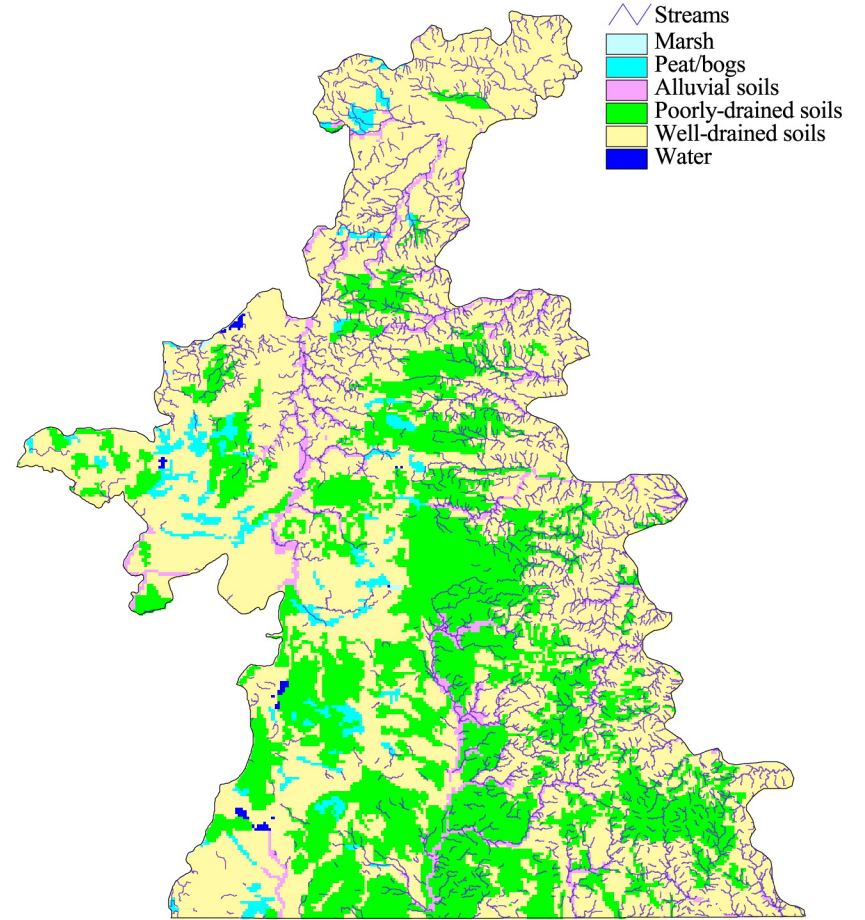 Streams
Marsh
Peat/bogs
Alluvial soils
Poorly-drained soils
Well-drained soils
Water